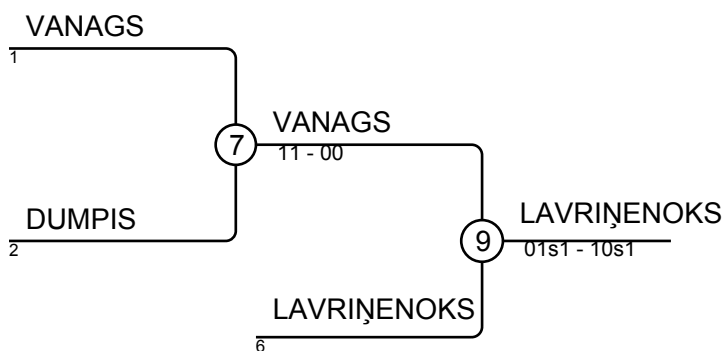 VANAGS
1
7
VANAGS
11 - 00
DUMPIS
2
9
LAVRIŅENOKS
01s1 - 10s1
LAVRIŅENOKS
6